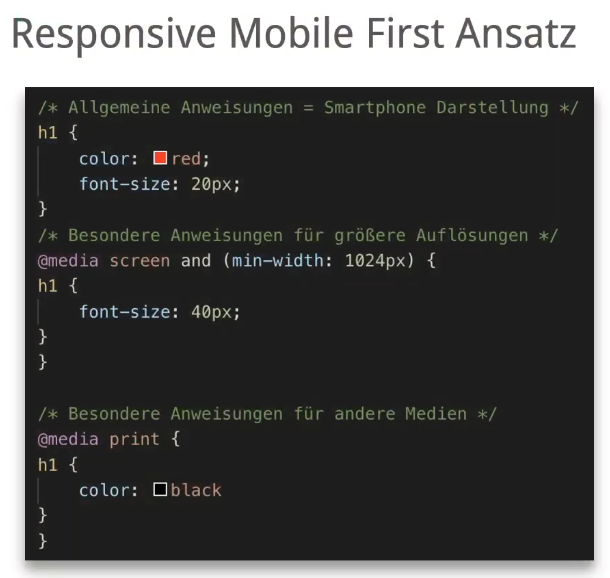 Responsive Mobile First Ansatz
/* Allgemeine Anweisungen = Smartphone Darstellung */
h1 {
color: red;
font-size: 20px;
}
/* Besondere Anweisungen für größere Auflösungen */
@media screen and (min-width: 1024px) {
h1 {
font-size: 40px;
}
}
/* Besondere Anweisungen für andere Medien */
@media print {
h1 {
color: black
}
}